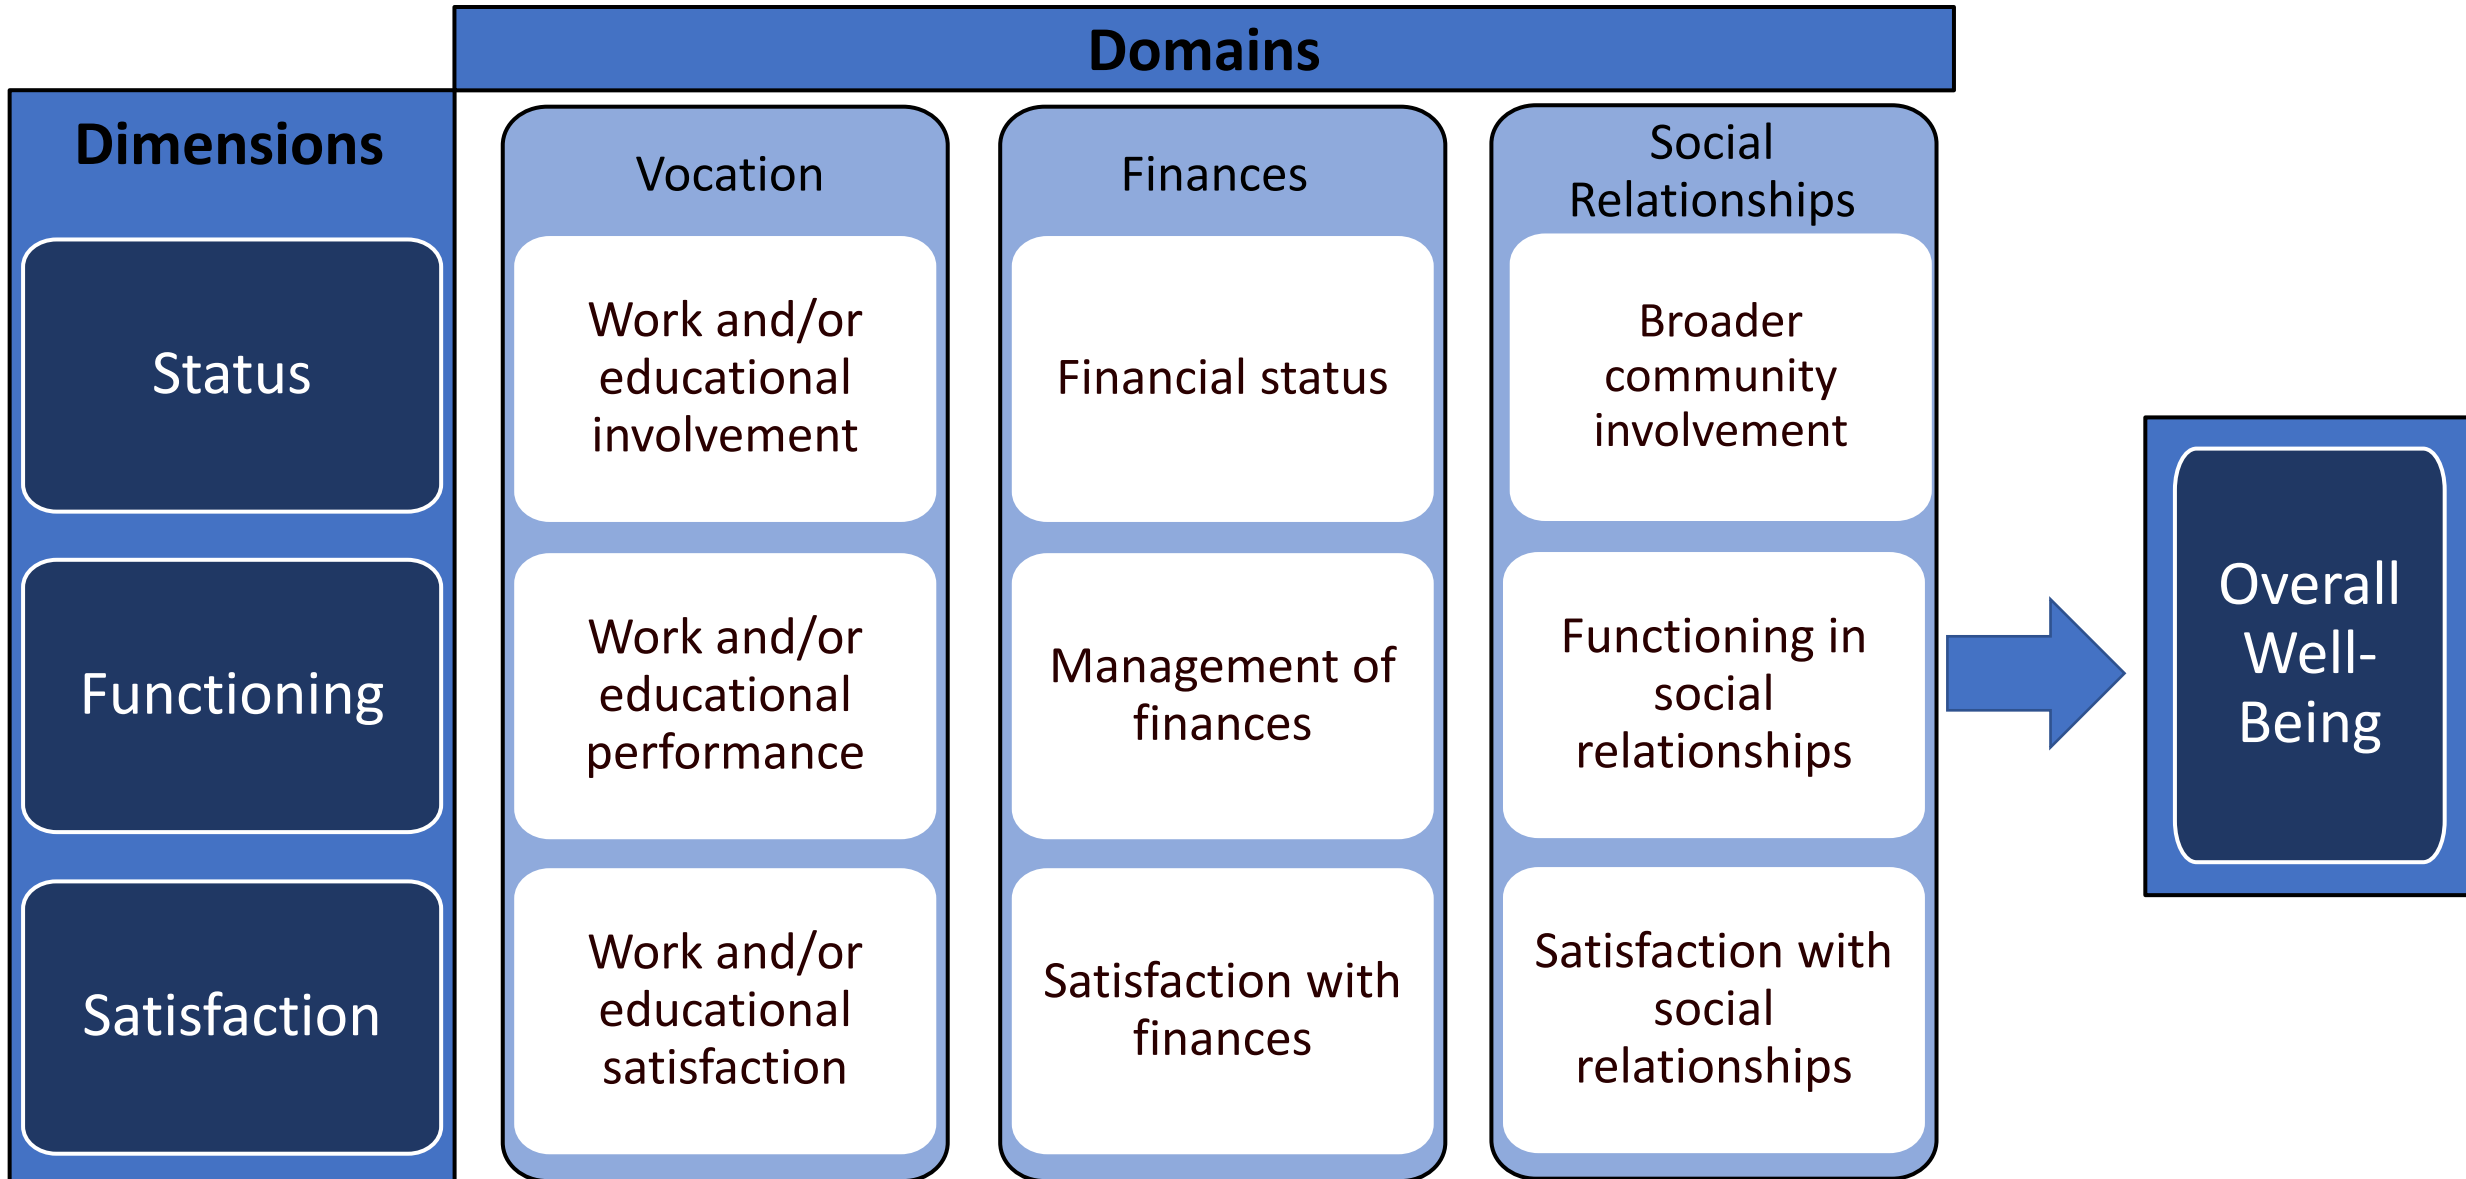 Domains
Dimensions
Vocation
Finances
Social
Relationships
Status
Work and/or
educational
involvement
Financial status
Broader
community
involvement
Functioning
Work and/or
educational
performance
Management of
finances
Functioning in
social
relationships
Satisfaction
Work and/or
educational
satisfaction
Satisfaction with
finances
Satisfaction with
social
relationships
Overall
Well-
Being